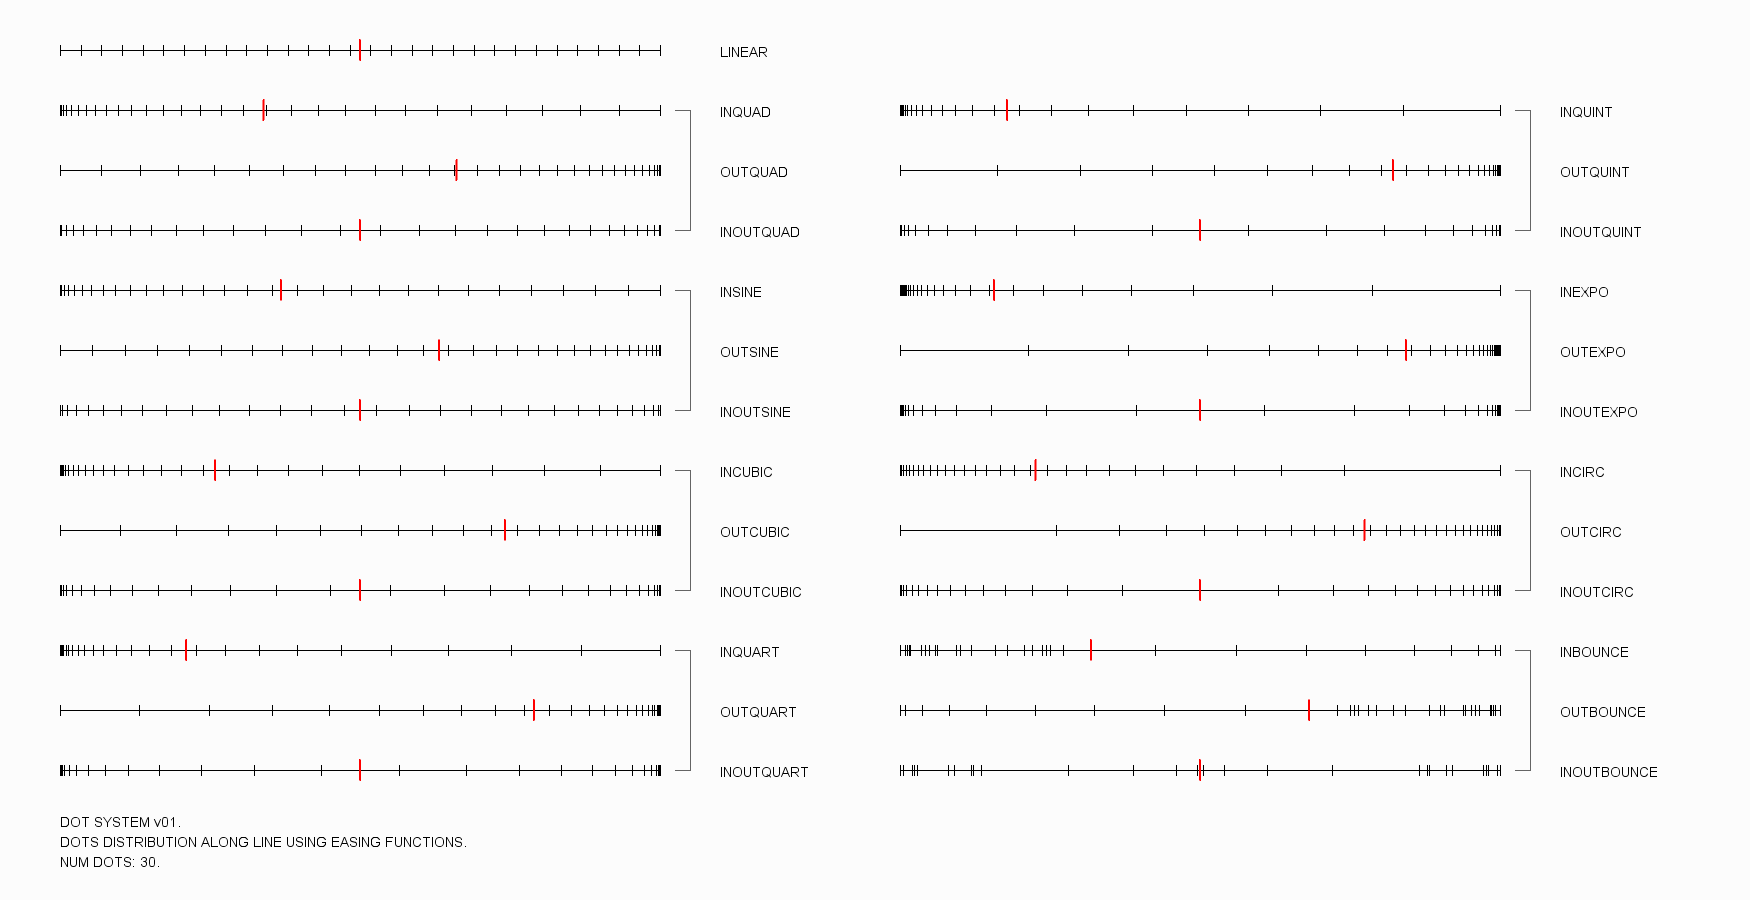 LINEAR
INQUAD
OUTQUAD
INOUTQUAD
INSINE
OUTSINE
INOUTSINE
INCUBIC
OUTCUBIC
INOUTCUBIC
INQUART
OUTQUART
INOUTQUART
INQUINT
OUTQUINT
INOUTQUINT
INEXPO
OUTEXPO
INOUTEXPO
INCIRC
OUTCIRC
INOUTCIRC
INBOUNCE
OUTBOUNCE
INOUTBOUNCE
DOT SYSTEM v01.
DOTS DISTRIBUTION ALONG LINE USING EASING FUNCTIONS.
NUM DOTS: 30.